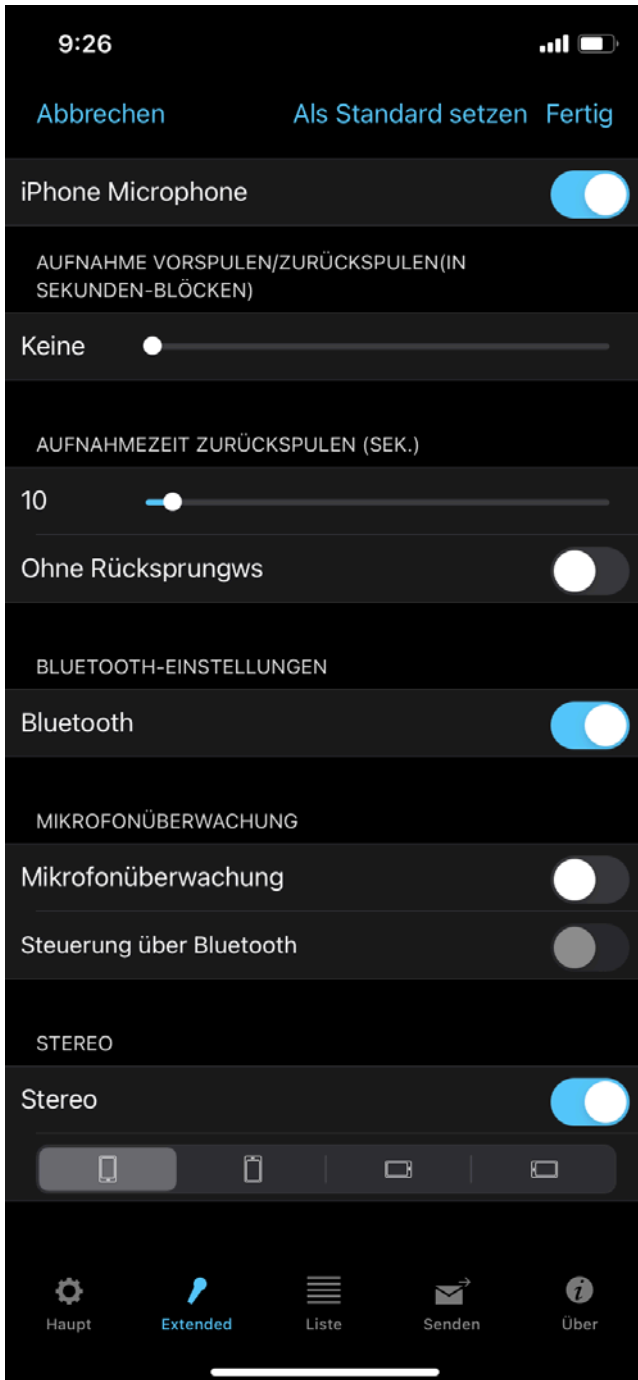 9:26
Abbrechen Als Standard setzen Fertig
iPhone Microphone
AUFNAHME VORSPULEN/ZURÜCKSPULEN(IN
SEKUNDEN-BLÖCKEN)
Keine
AUFNAHMEZEIT ZURÜCKSPULEN (SEK.)
10
Ohne Rücksprungws
BLUETOOTH-EINSTELLUNGEN
Bluetooth
MIKROFONÜBERWACHUNG
Mikrofonüberwachung
Steuerung über Bluetooth
STEREO
Stereo
Haupt Extended Liste Senden Über